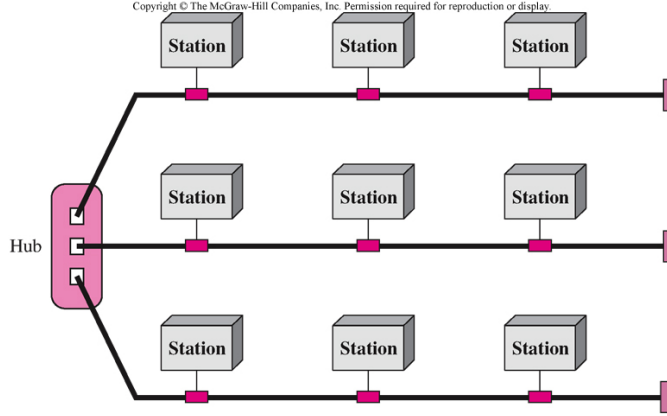 Copyright © The McGraw-Hill Companies, Inc. Permission required for reproduction or display.
Station Station Station
Station Station Station
Hub
Station Station Station